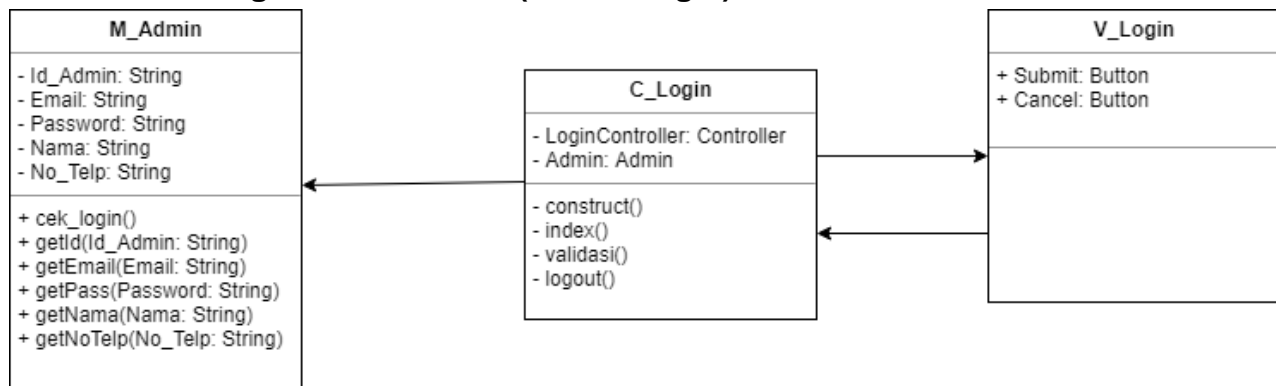 M_Admin
- Id_Admin: String
- Email: String
- Password: String
- Nama: String
- No_Telp: String
+ cek_login()
+ getId(Id_Admin: String)
+ getEmail(Email: String)
+ getPass(Password: String)
+ getNama(Nama: String)
+ getNoTelp(No_Telp: String)
C_Login
- LoginController: Controller
- Admin: Admin
- construct()
- index()
- validasi()
- logout()
V_Login
+ Submit: Button
+ Cancel: Button